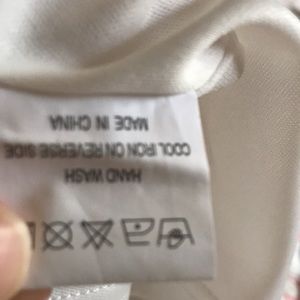 HAND WASH
COOL IRON ON REVERSE SIDE
MADE IN CHINA